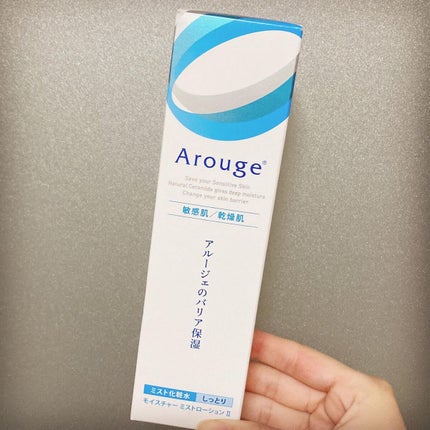 Arouge®
Save your Sensitive Skin
Natural Ceramide gives deep moisture
Change your skin barrier
敏感肌／乾燥肌
アルージェのバリア保湿
ミスト化粧水 しっとり
モイスチャー ミストローションⅡ